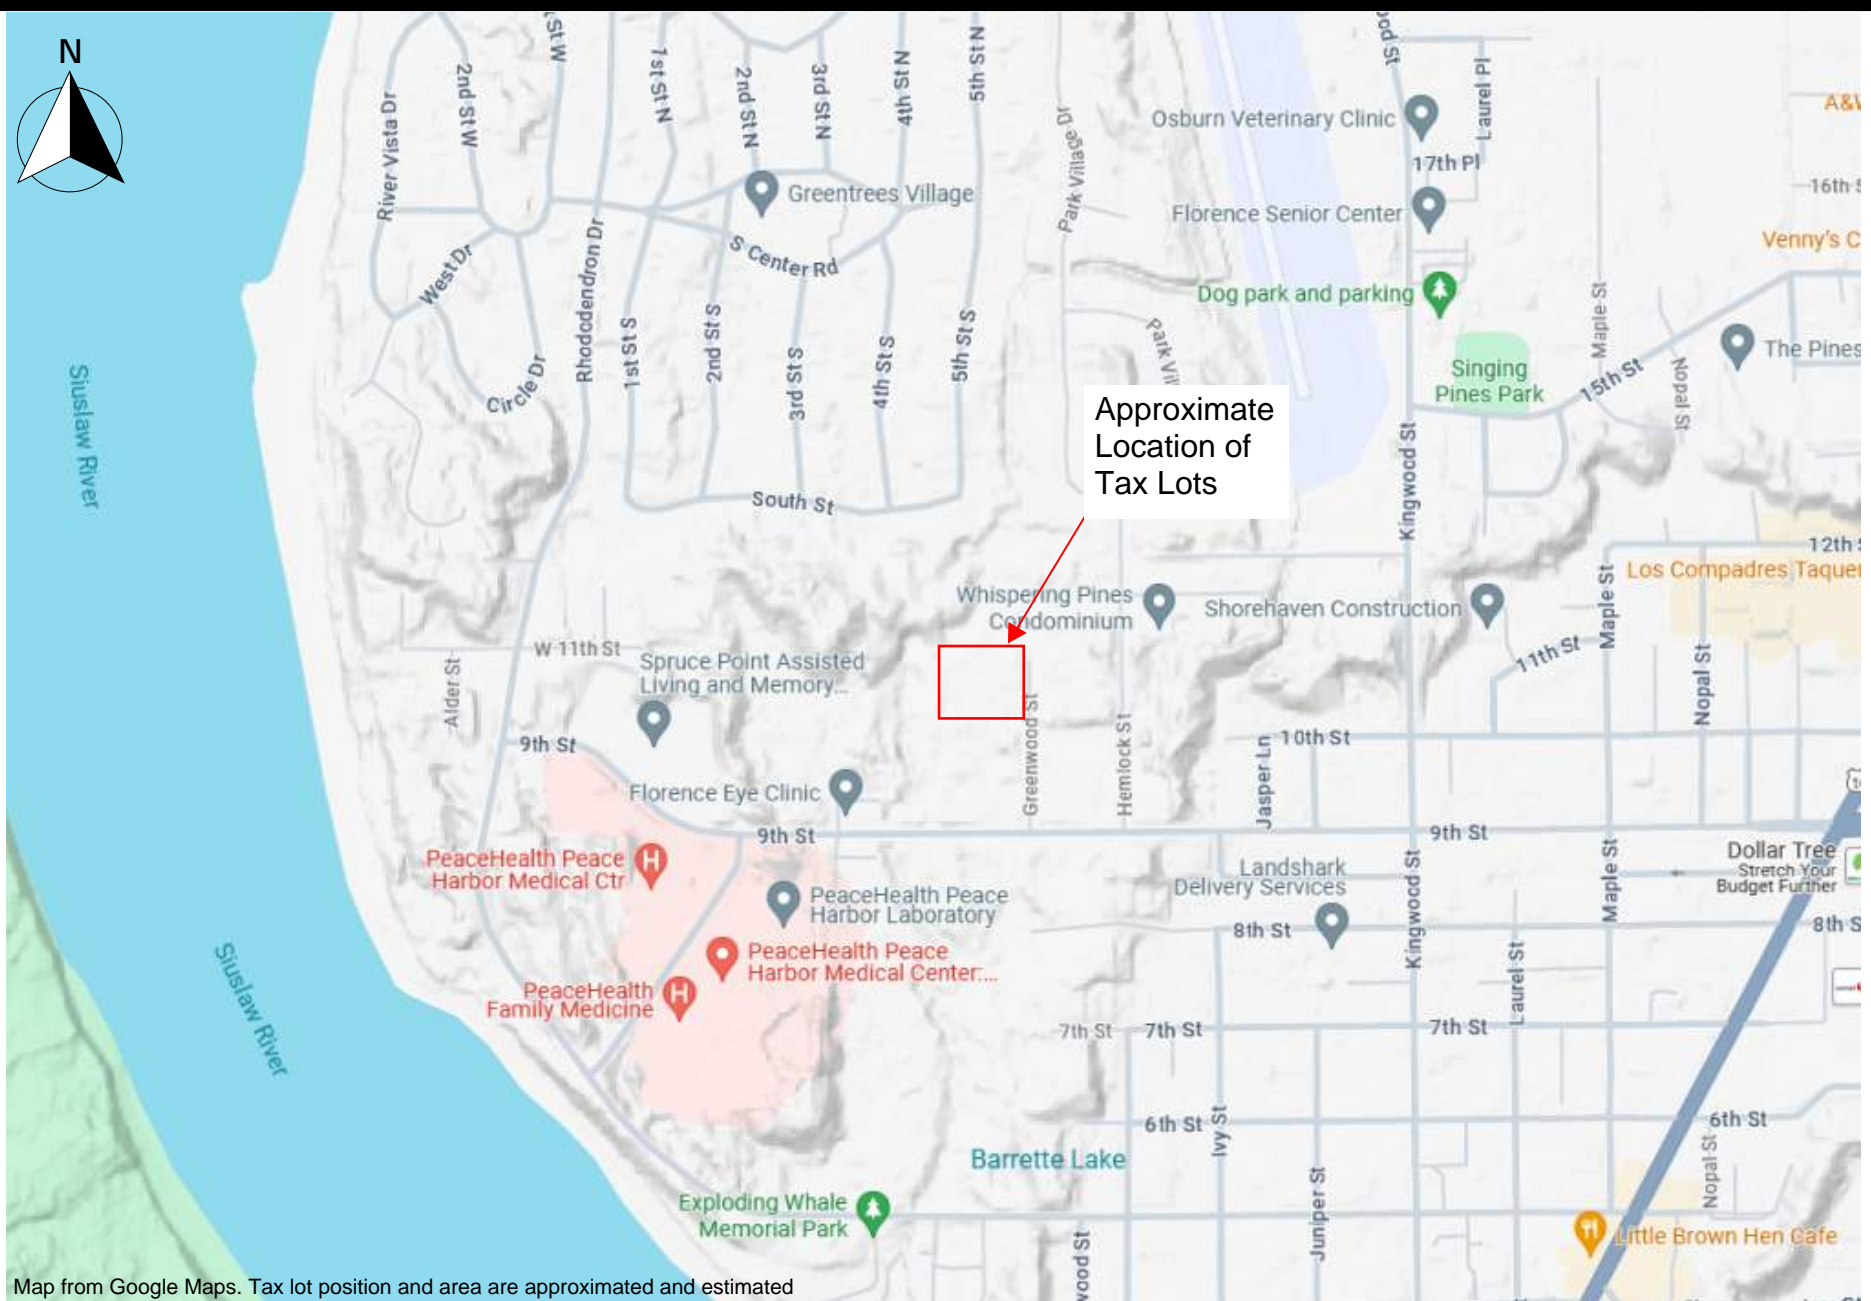 N
St W
1st St N
2nd St W
River Vista Dr
2nd St N
3rd St N
4th St N
5th St N
Park Village Dr
Osburn Veterinary Clinic
Laurel Pl
17th Pl
16th
Greentrees Village
Florence Senior Center
Venny's C
S Center Rd
West Dr
Rhododendron Dr
Dog park and parking
Maple St
The Pines
Singing
Pines Park
15th St
Nopal St
Circle Dr
1st St S
2nd St S
3rd St S
4th St S
5th St S
Siuslaw River
Approximate
Location of
Tax Lots
Kingwood St
South St
12th
Los Compadres Taquer
Whispering Pines
Condominium
Shorehaven Construction
Maple St
11th St
W 11th St
Spruce Point Assisted
Living and Memory...
Alder St
Greenwood St
Hemlock St
Nopal St
9th St
Jasper Ln
10th St
Florence Eye Clinic
9th St
9th St
PeaceHealth Peace
Harbor Medical Ctr
Landshark
Delivery Services
Kingwood St
Maple St
Dollar Tree
Stretch Your
Budget Further
PeaceHealth Peace
Harbor Laboratory
8th St
8th S
Siuslaw River
PeaceHealth Peace
Harbor Medical Center:...
PeaceHealth
Family Medicine
Laurel St
7th St
7th St
7th St
6th St
Ivy St
6th St
Barrette Lake
Nopal St
Juniper St
Exploding Whale
Memorial Park
wood St
Little Brown Hen Cafe
Map from Google Maps. Tax lot position and area are approximated and estimated